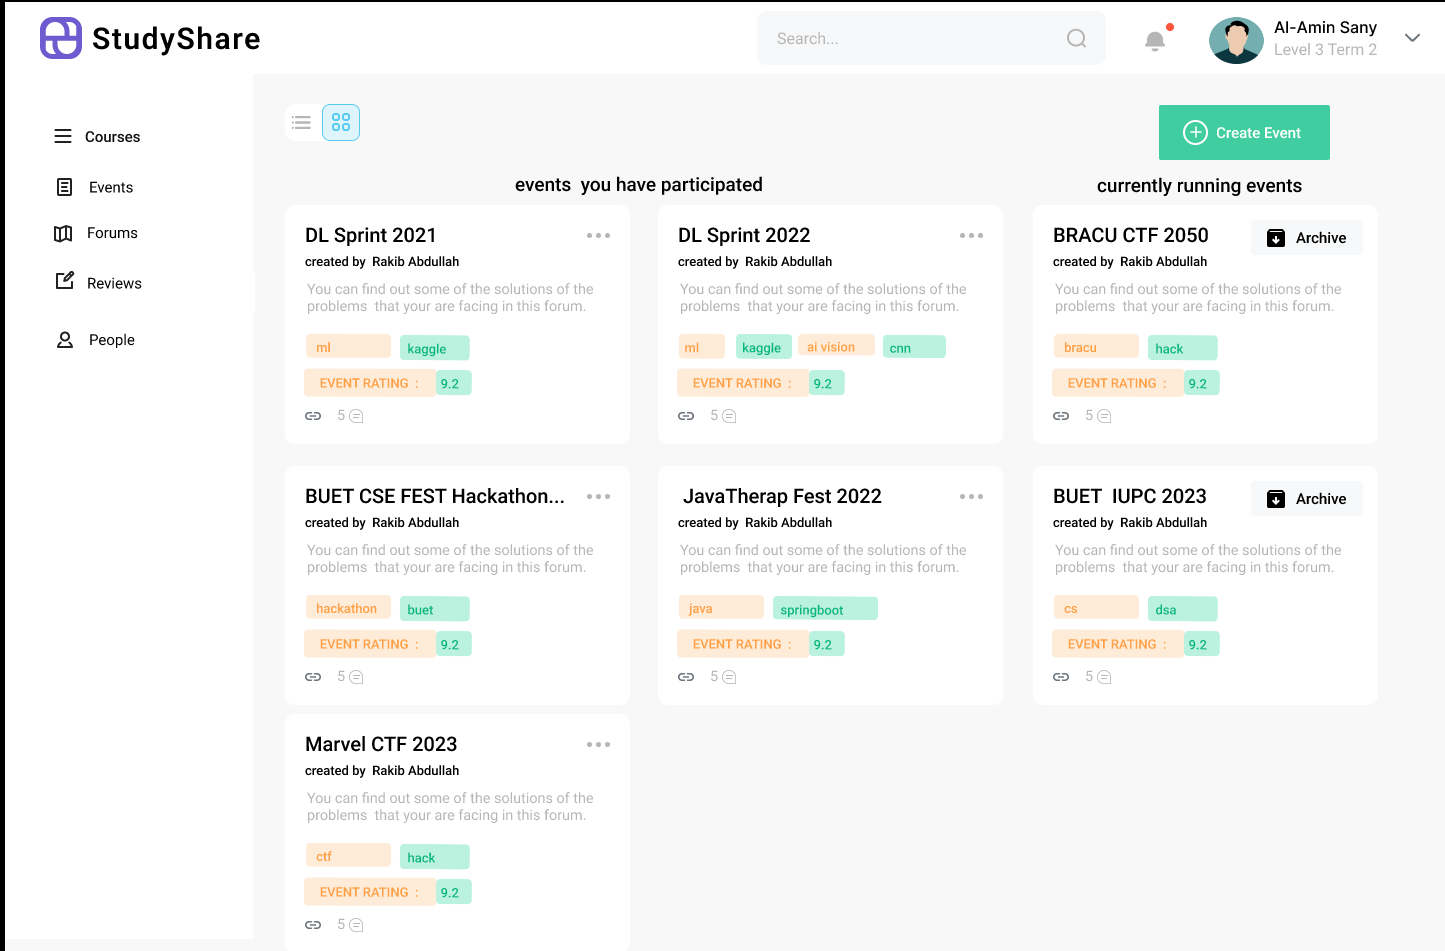 StudyShare
Search...
Al-Amin Sany
Level 3 Term 2
Courses
Events
Forums
Reviews
People
Create Event
events you have participated
currently running events
DL Sprint 2021
created by Rakib Abdullah
You can find out some of the solutions of the
problems that your are facing in this forum.
ml kaggle
EVENT RATING : 9.2
5
DL Sprint 2022
created by Rakib Abdullah
You can find out some of the solutions of the
problems that your are facing in this forum.
ml kaggle ai vision cnn
EVENT RATING : 9.2
5
BRACU CTF 2050
Archive
created by Rakib Abdullah
You can find out some of the solutions of the
problems that your are facing in this forum.
bracu hack
EVENT RATING : 9.2
5
BUET CSE FEST Hackathon...
created by Rakib Abdullah
You can find out some of the solutions of the
problems that your are facing in this forum.
hackathon buet
EVENT RATING : 9.2
5
JavaTherap Fest 2022
created by Rakib Abdullah
You can find out some of the solutions of the
problems that your are facing in this forum.
java springboot
EVENT RATING : 9.2
5
BUET IUPC 2023
Archive
created by Rakib Abdullah
You can find out some of the solutions of the
problems that your are facing in this forum.
cs dsa
EVENT RATING : 9.2
5
Marvel CTF 2023
created by Rakib Abdullah
You can find out some of the solutions of the
problems that your are facing in this forum.
ctf hack
EVENT RATING : 9.2
5